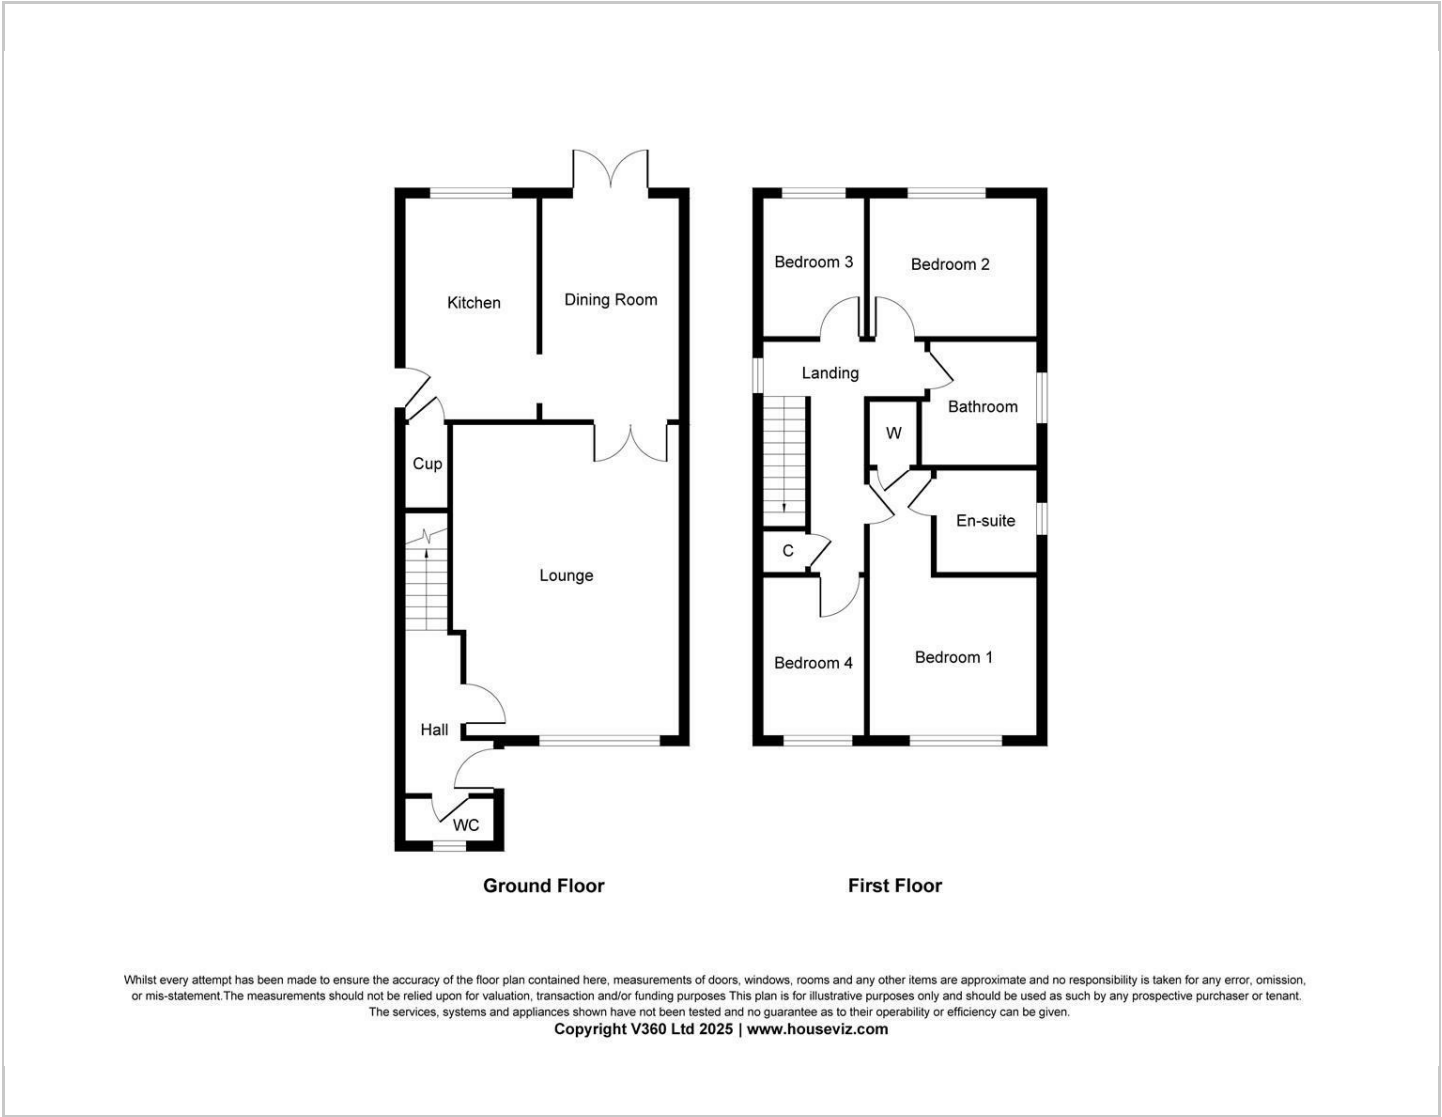 Kitchen
Dining Room
Cup
Lounge
Hall
WC
Ground Floor
Bedroom 3
Bedroom 2
Landing
Bathroom
W
En-suite
C
Bedroom 4
Bedroom 1
First Floor
Whilst every attempt has been made to ensure the accuracy of the floor plan contained here, measurements of doors, windows, rooms and any other items are approximate and no responsibility is taken for any error, omission,
or mis-statement.The measurements should not be relied upon for valuation, transaction and/or funding purposes This plan is for illustrative purposes only and should be used as such by any prospective purchaser or tenant.
The services, systems and appliances shown have not been tested and no guarantee as to their operability or efficiency can be given.
Copyright V360 Ltd 2025 | www.houseviz.com